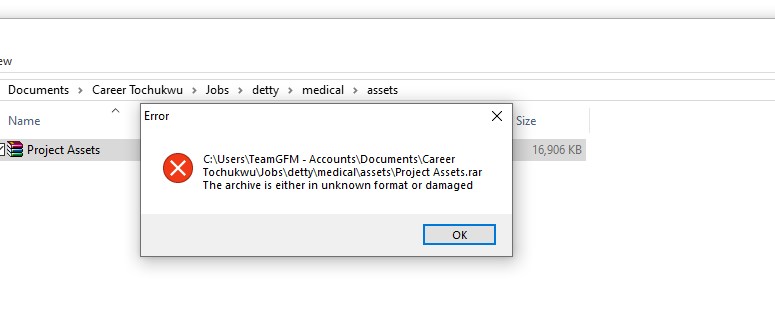 ew
Documents > Career Tochukwu > Jobs > detty > medical > assets
Name
Size
Project Assets
16,906 KB
Error
C:\Users\TeamGFM - Accounts\Documents\Career
Tochukwu\Jobs\detty\medical\assets\Project Assets.rar
The archive is either in unknown format or damaged
OK